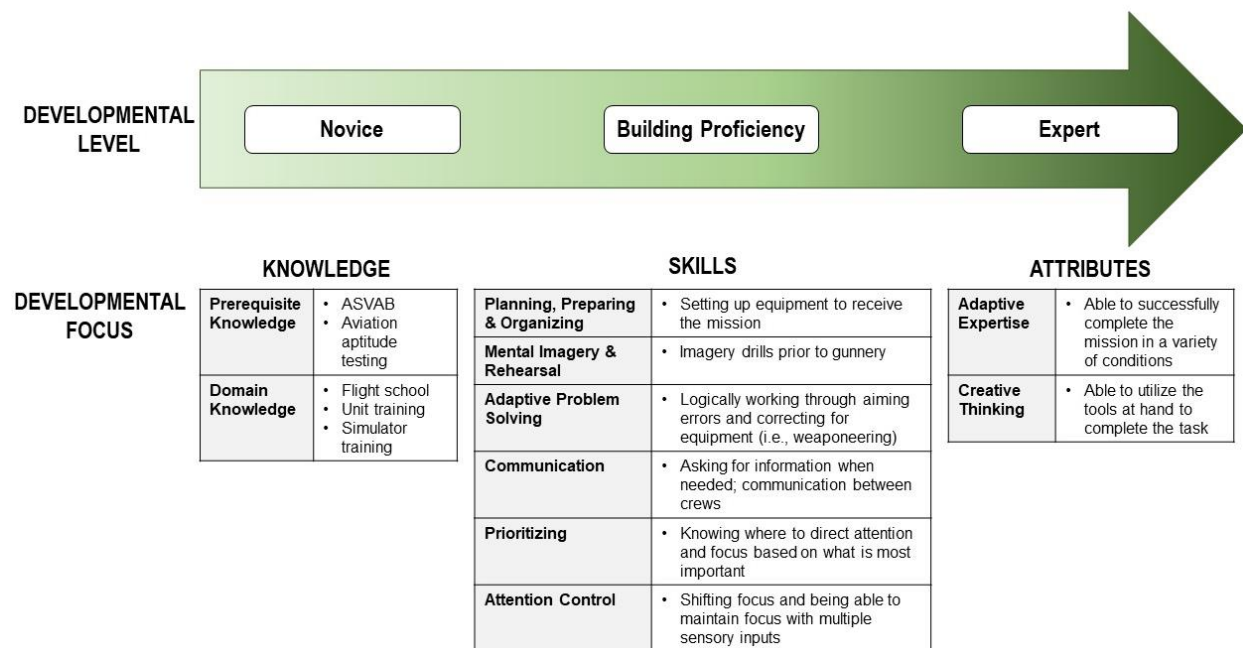 DEVELOPMENTAL
LEVEL
Novice
Building Proficiency
Expert
DEVELOPMENTAL
FOCUS
KNOWLEDGE
Prerequisite
Knowledge
• ASVAB
• Aviation
aptitude
testing
Domain
Knowledge
• Flight school
• Unit training
• Simulator
training
SKILLS
Planning, Preparing
& Organizing
• Setting up equipment to receive
the mission
Mental Imagery &
Rehearsal
• Imagery drills prior to gunnery
Adaptive Problem
Solving
• Logically working through aiming
errors and correcting for
equipment (i.e., weaponeering)
Communication
• Asking for information when
needed; communication between
crews
Prioritizing
• Knowing where to direct attention
and focus based on what is most
important
Attention Control
• Shifting focus and being able to
maintain focus with multiple
sensory inputs
ATTRIBUTES
Adaptive
Expertise
• Able to successfully
complete the
mission in a variety
of conditions
Creative
Thinking
• Able to utilize the
tools at hand to
complete the task